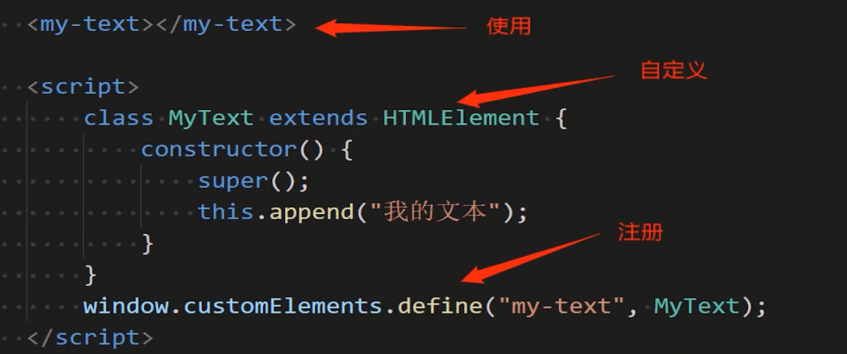 <my-text></my-text> 使用
<script> 自定义
class MyText extends HTMLElement {
constructor() {
super();
this.append("我的文本");
} 注册
}
window.customElements.define("my-text", MyText);
</script>